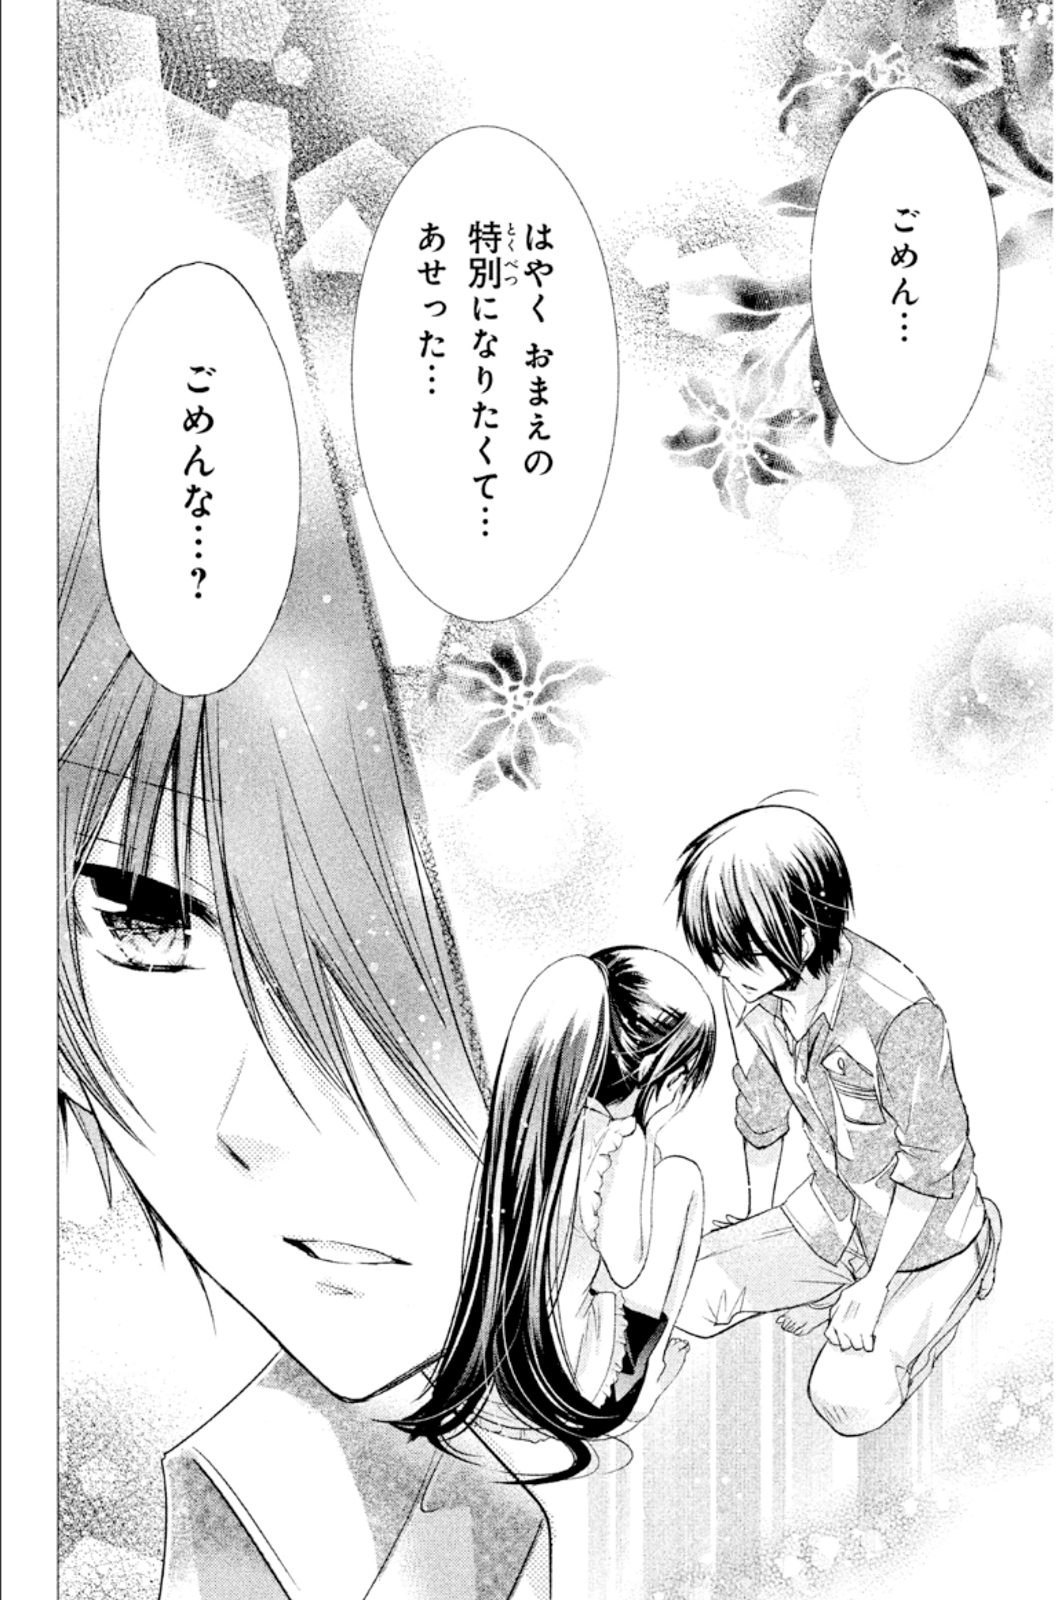 ごめん…
はやく おまえの
特別になりたくて…
あせった…
ごめんな…?